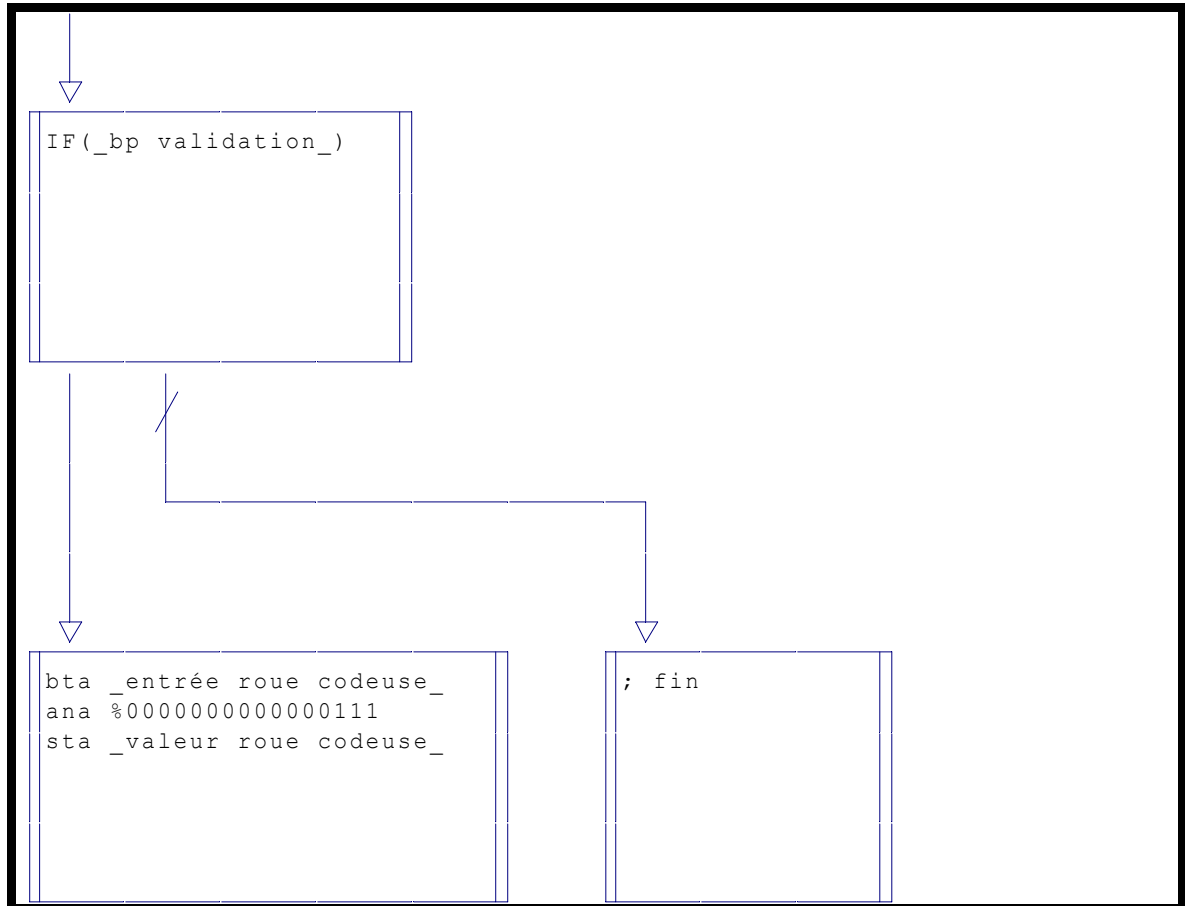 IF(_bp validation_)
bta _entrée roue codeuse_
ana %0000000000000111
sta _valeur roue codeuse_
; fin